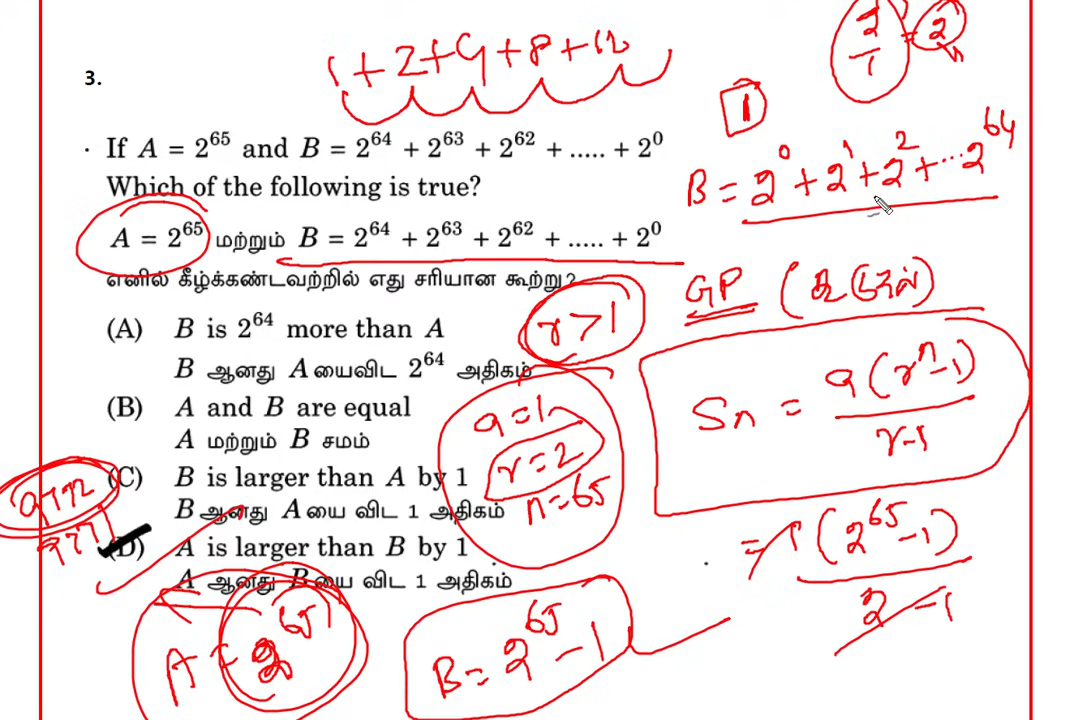 1 + 2 + 4 + 8 + 12
2/1 = 2
3.
1
· If A = 2^65 and B = 2^64 + 2^63 + 2^62 + ..... + 2^0
B = 2^0 + 2^1 + 2^2 + ... 2^64
Which of the following is true?
A = 2^65 மற்றும் B = 2^64 + 2^63 + 2^62 + ..... + 2^0
எனில் கீழ்க்கண்டவற்றில் எது சரியான கூற்று?
GP
r > 1
(A) B is 2^64 more than A
B ஆனது A யைவிட 2^64 அதிகம்
Sn = a(r^n-1)/r-1
(B) A and B are equal
A மற்றும் B சமம்
a = 1
r = 2
n = 65
(C) B is larger than A by 1
B ஆனது A யை விட 1 அதிகம்
= 1(2^65-1)/2-1
(D) A is larger than B by 1
A ஆனது B யை விட 1 அதிகம்
A = 2^65
B = 2^65 - 1